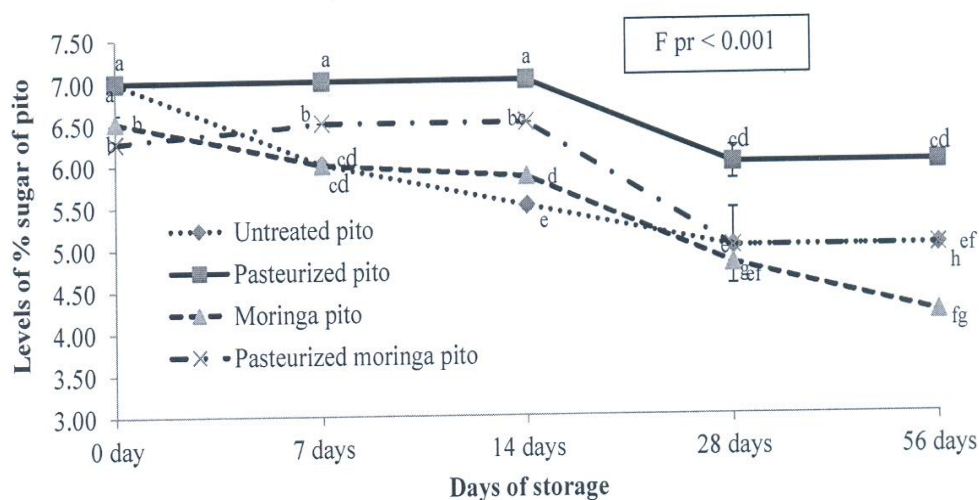 F pr < 0.001
Levels of % sugar of pito
7.50
7.00
6.50
6.00
5.50
5.00
4.50
4.00
3.50
3.00
a
a
a
a
b
b
b
bc
cd
cd
d
e
cd
cd
e
ef
h
fg
Untreated pito
Pasteurized pito
Moringa pito
Pasteurized moringa pito
0 day
7 days
14 days
28 days
56 days
Days of storage